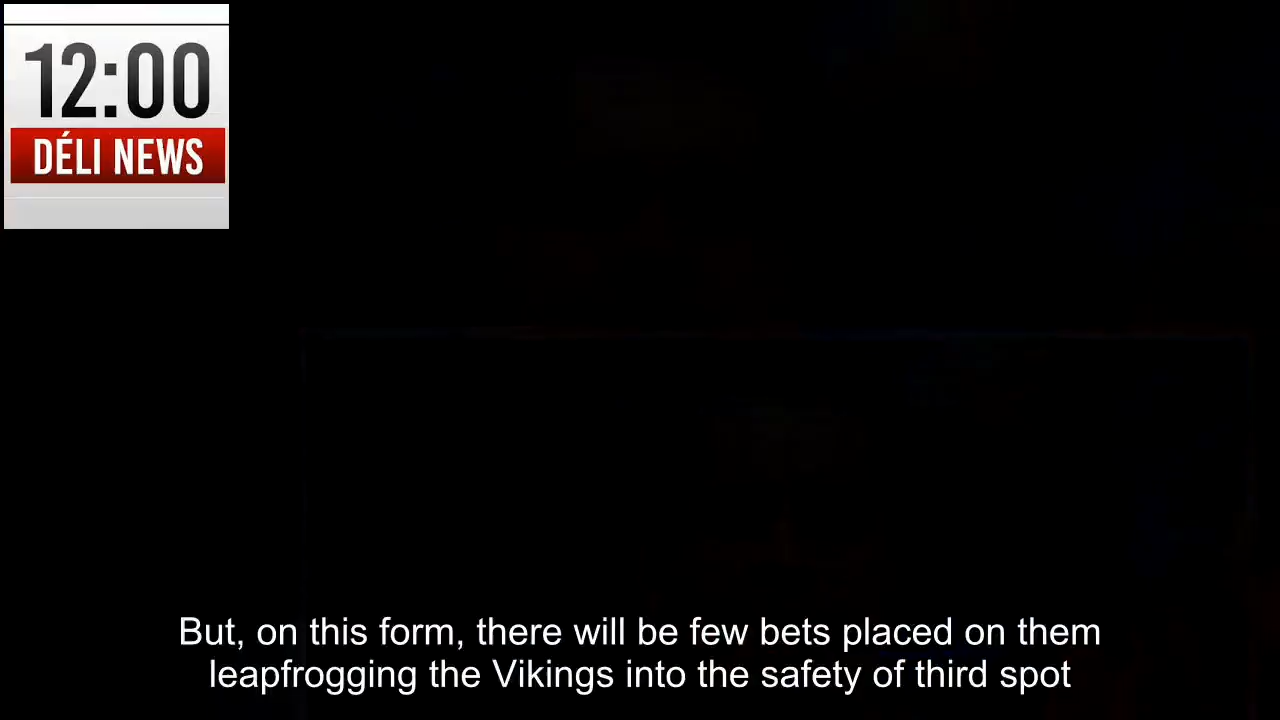 12:00
DÉLI NEWS
But, on this form, there will be few bets placed on them
leapfrogging the Vikings into the safety of third spot